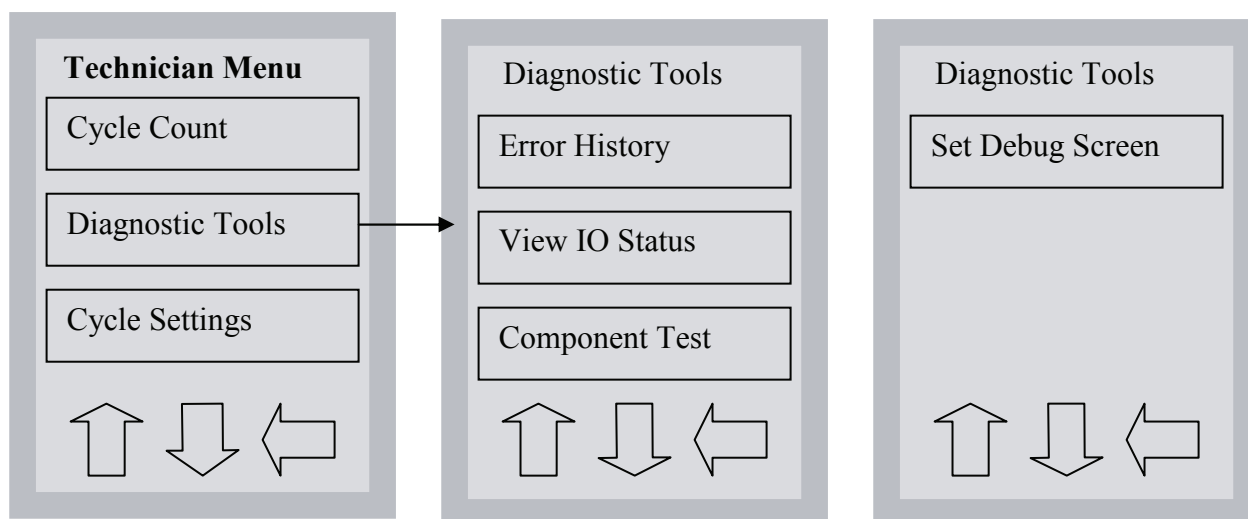 Technician Menu
Cycle Count
Diagnostic Tools
Cycle Settings
Diagnostic Tools
Error History
View IO Status
Component Test
Diagnostic Tools
Set Debug Screen